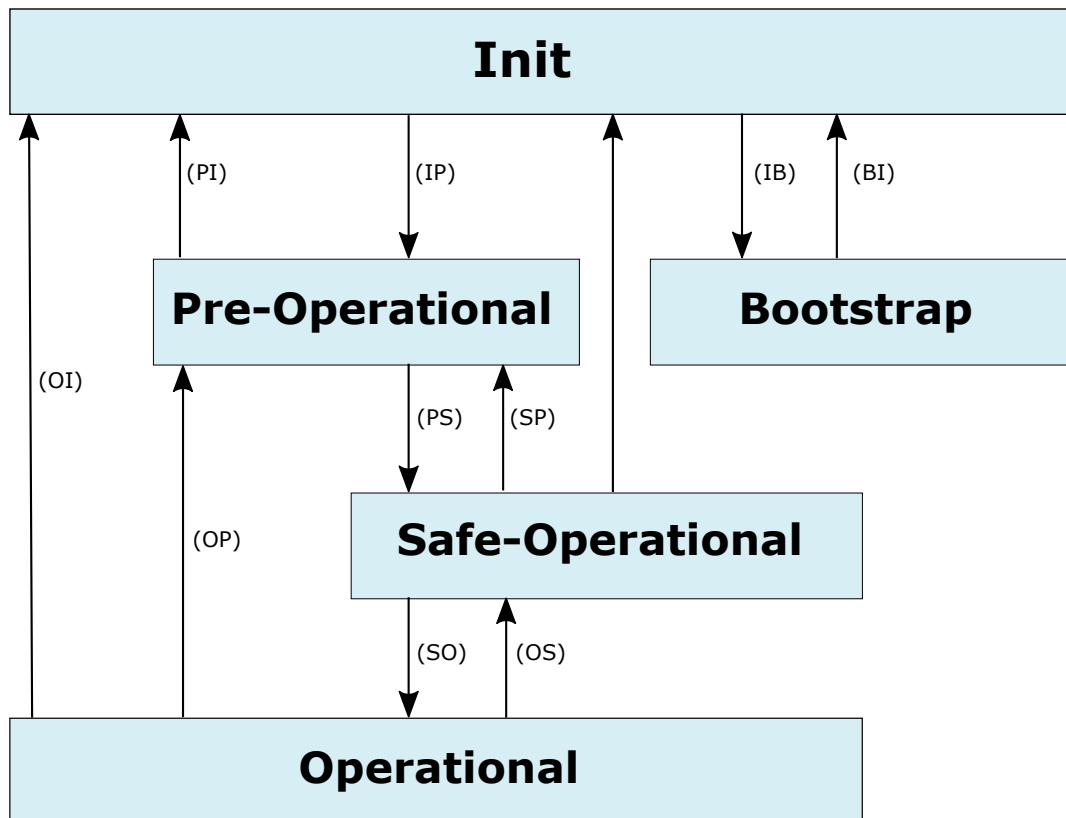 Init
(PI)
(IP)
(IB)
(BI)
Pre-Operational
Bootstrap
(OI)
(PS)
(SP)
(OP)
Safe-Operational
(SO)
(OS)
Operational